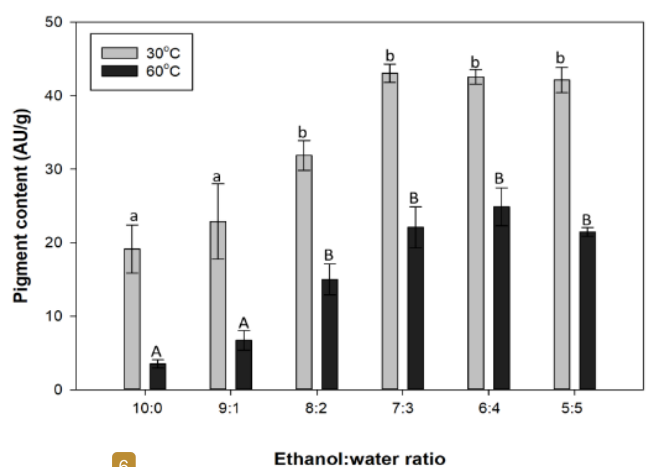 50
40
30
20
10
0
Pigment content (AU/g)
30°C
60°C
a
A
a
A
b
B
b
B
b
B
b
B
10:0 9:1 8:2 7:3 6:4 5:5
Ethanol:water ratio
6